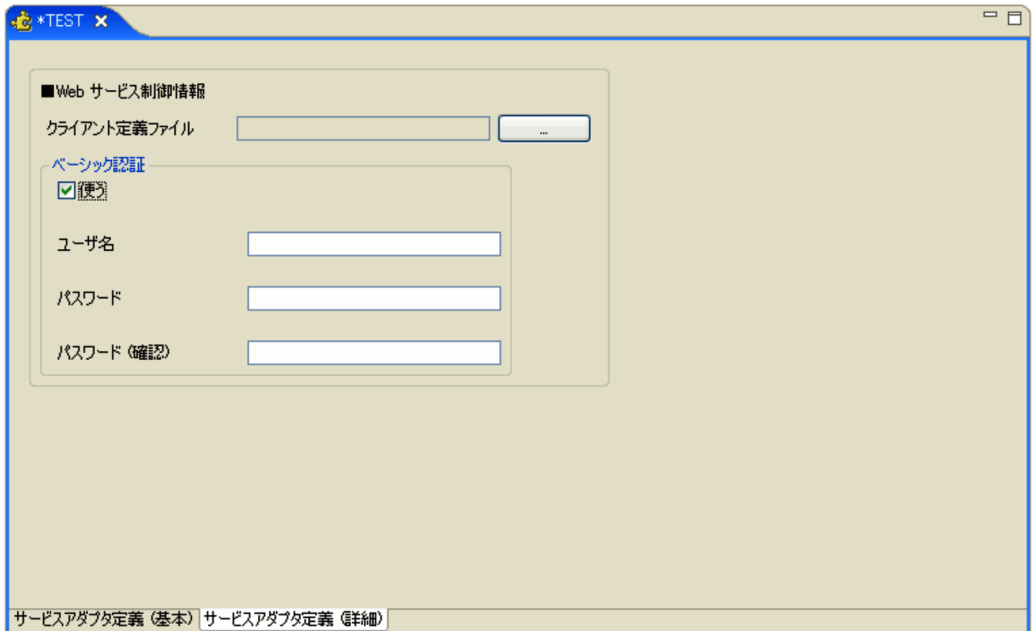 *TEST
■Web サービス制御情報
クライアント定義ファイル
...
ベーシック認証
使う
ユーザ名
パスワード
パスワード（確認）
サービスアダプタ定義（基本） サービスアダプタ定義（詳細）